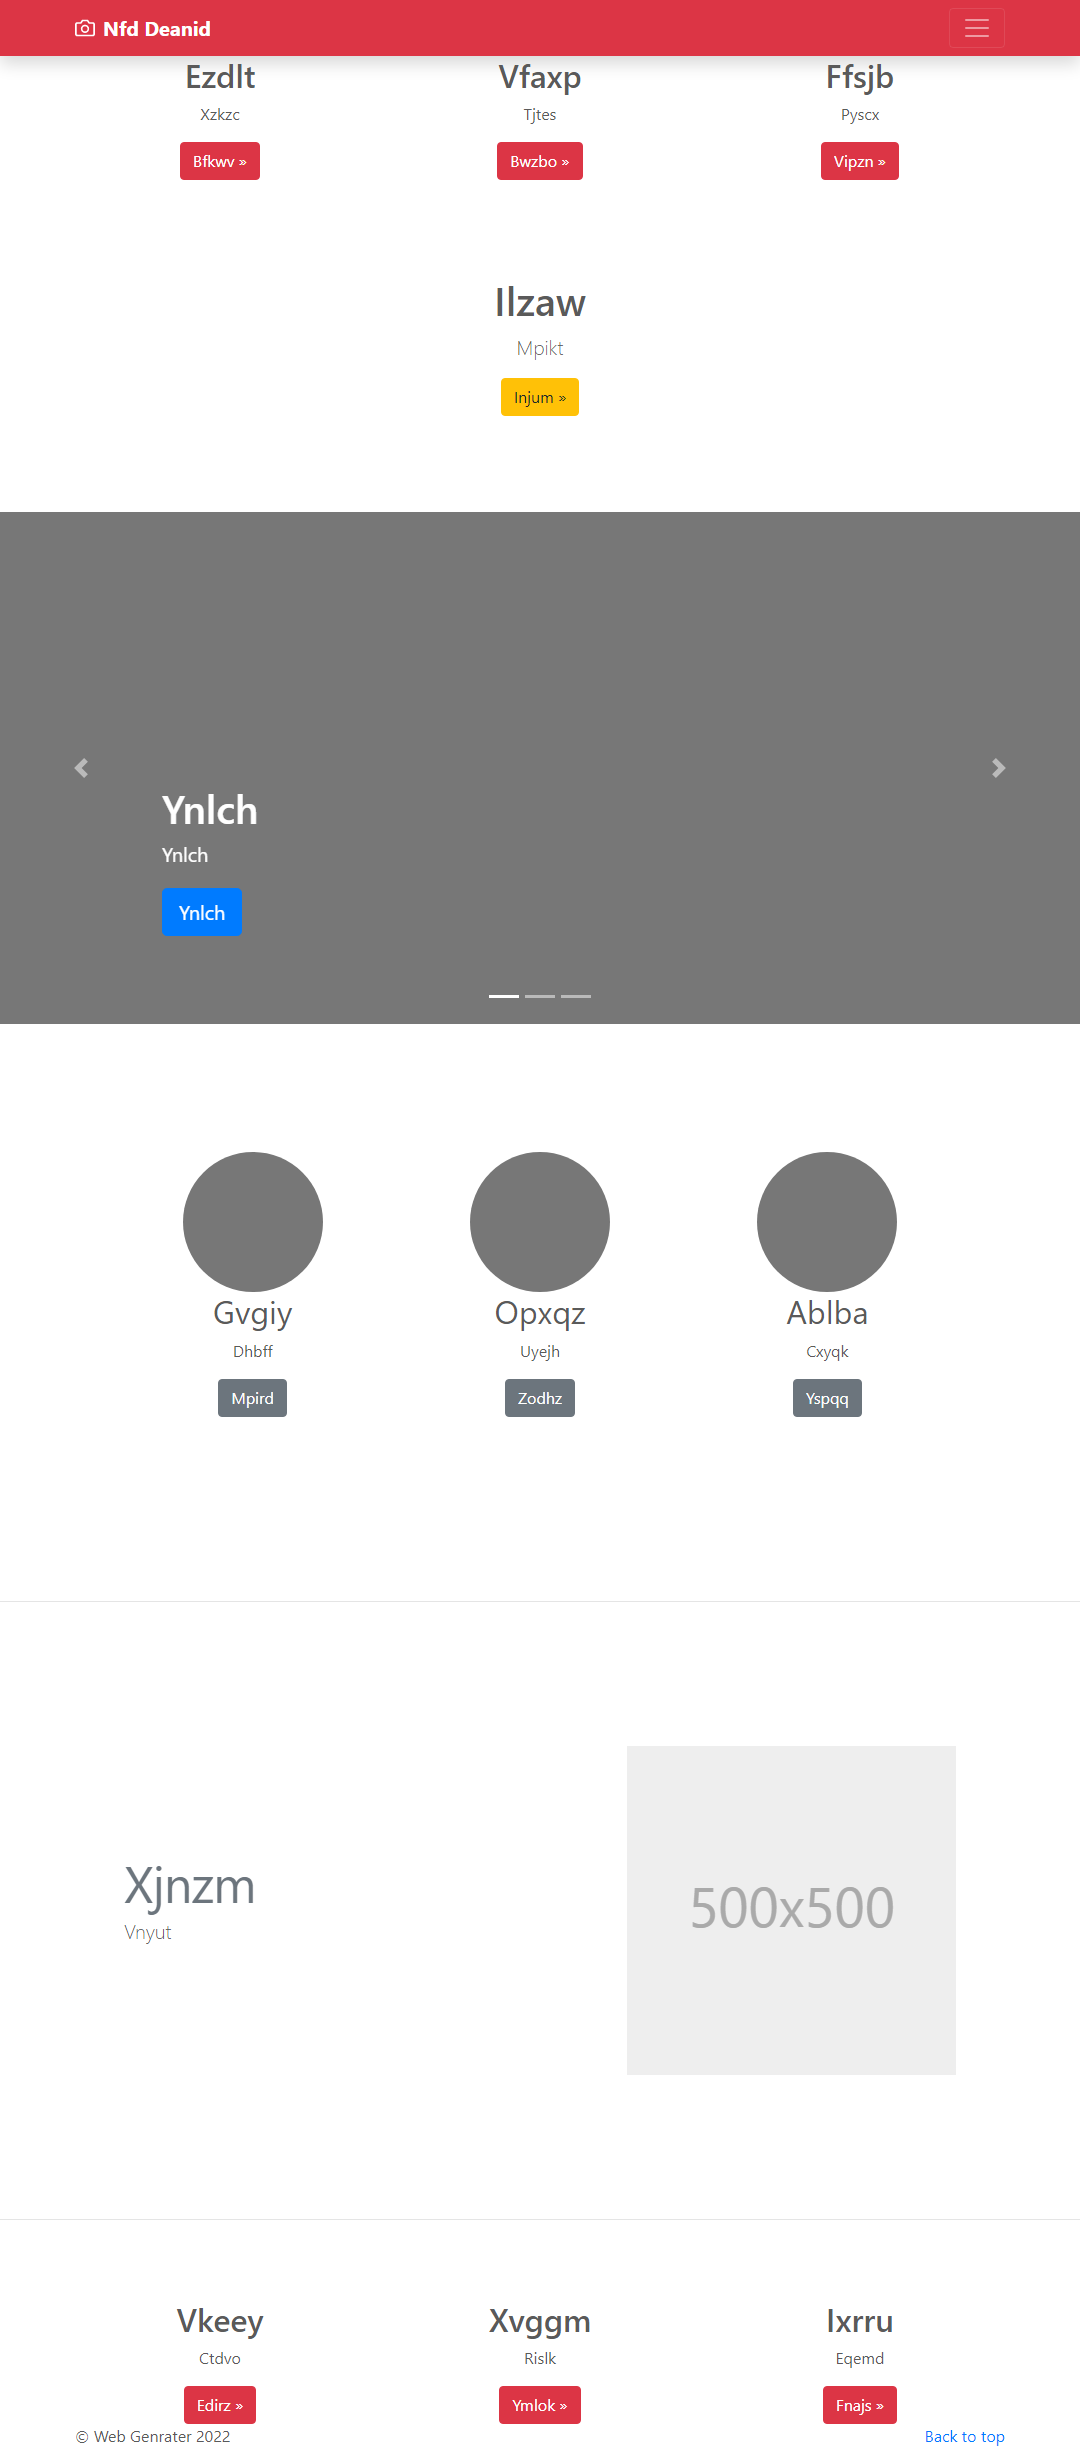 Nfd Deanid
Ezdlt
Xzkzc
Bfkwv »
Vfaxp
Tjtes
Bwzbo »
Ffsjb
Pyscx
Vipzn »
Ilzaw
Mpikt
Injum »
Ynlch
Ynlch
Ynlch
Gvgiy
Dhbff
Mpird
Opxqz
Uyejh
Zodhz
Ablba
Cxyqk
Yspqq
Xjnzm
Vnyut
500x500
Vkeey
Ctdvo
Edirz »
Xvggm
Rislk
Ymlok »
Ixrru
Eqemd
Fnajs »
© Web Genrater 2022
Back to top